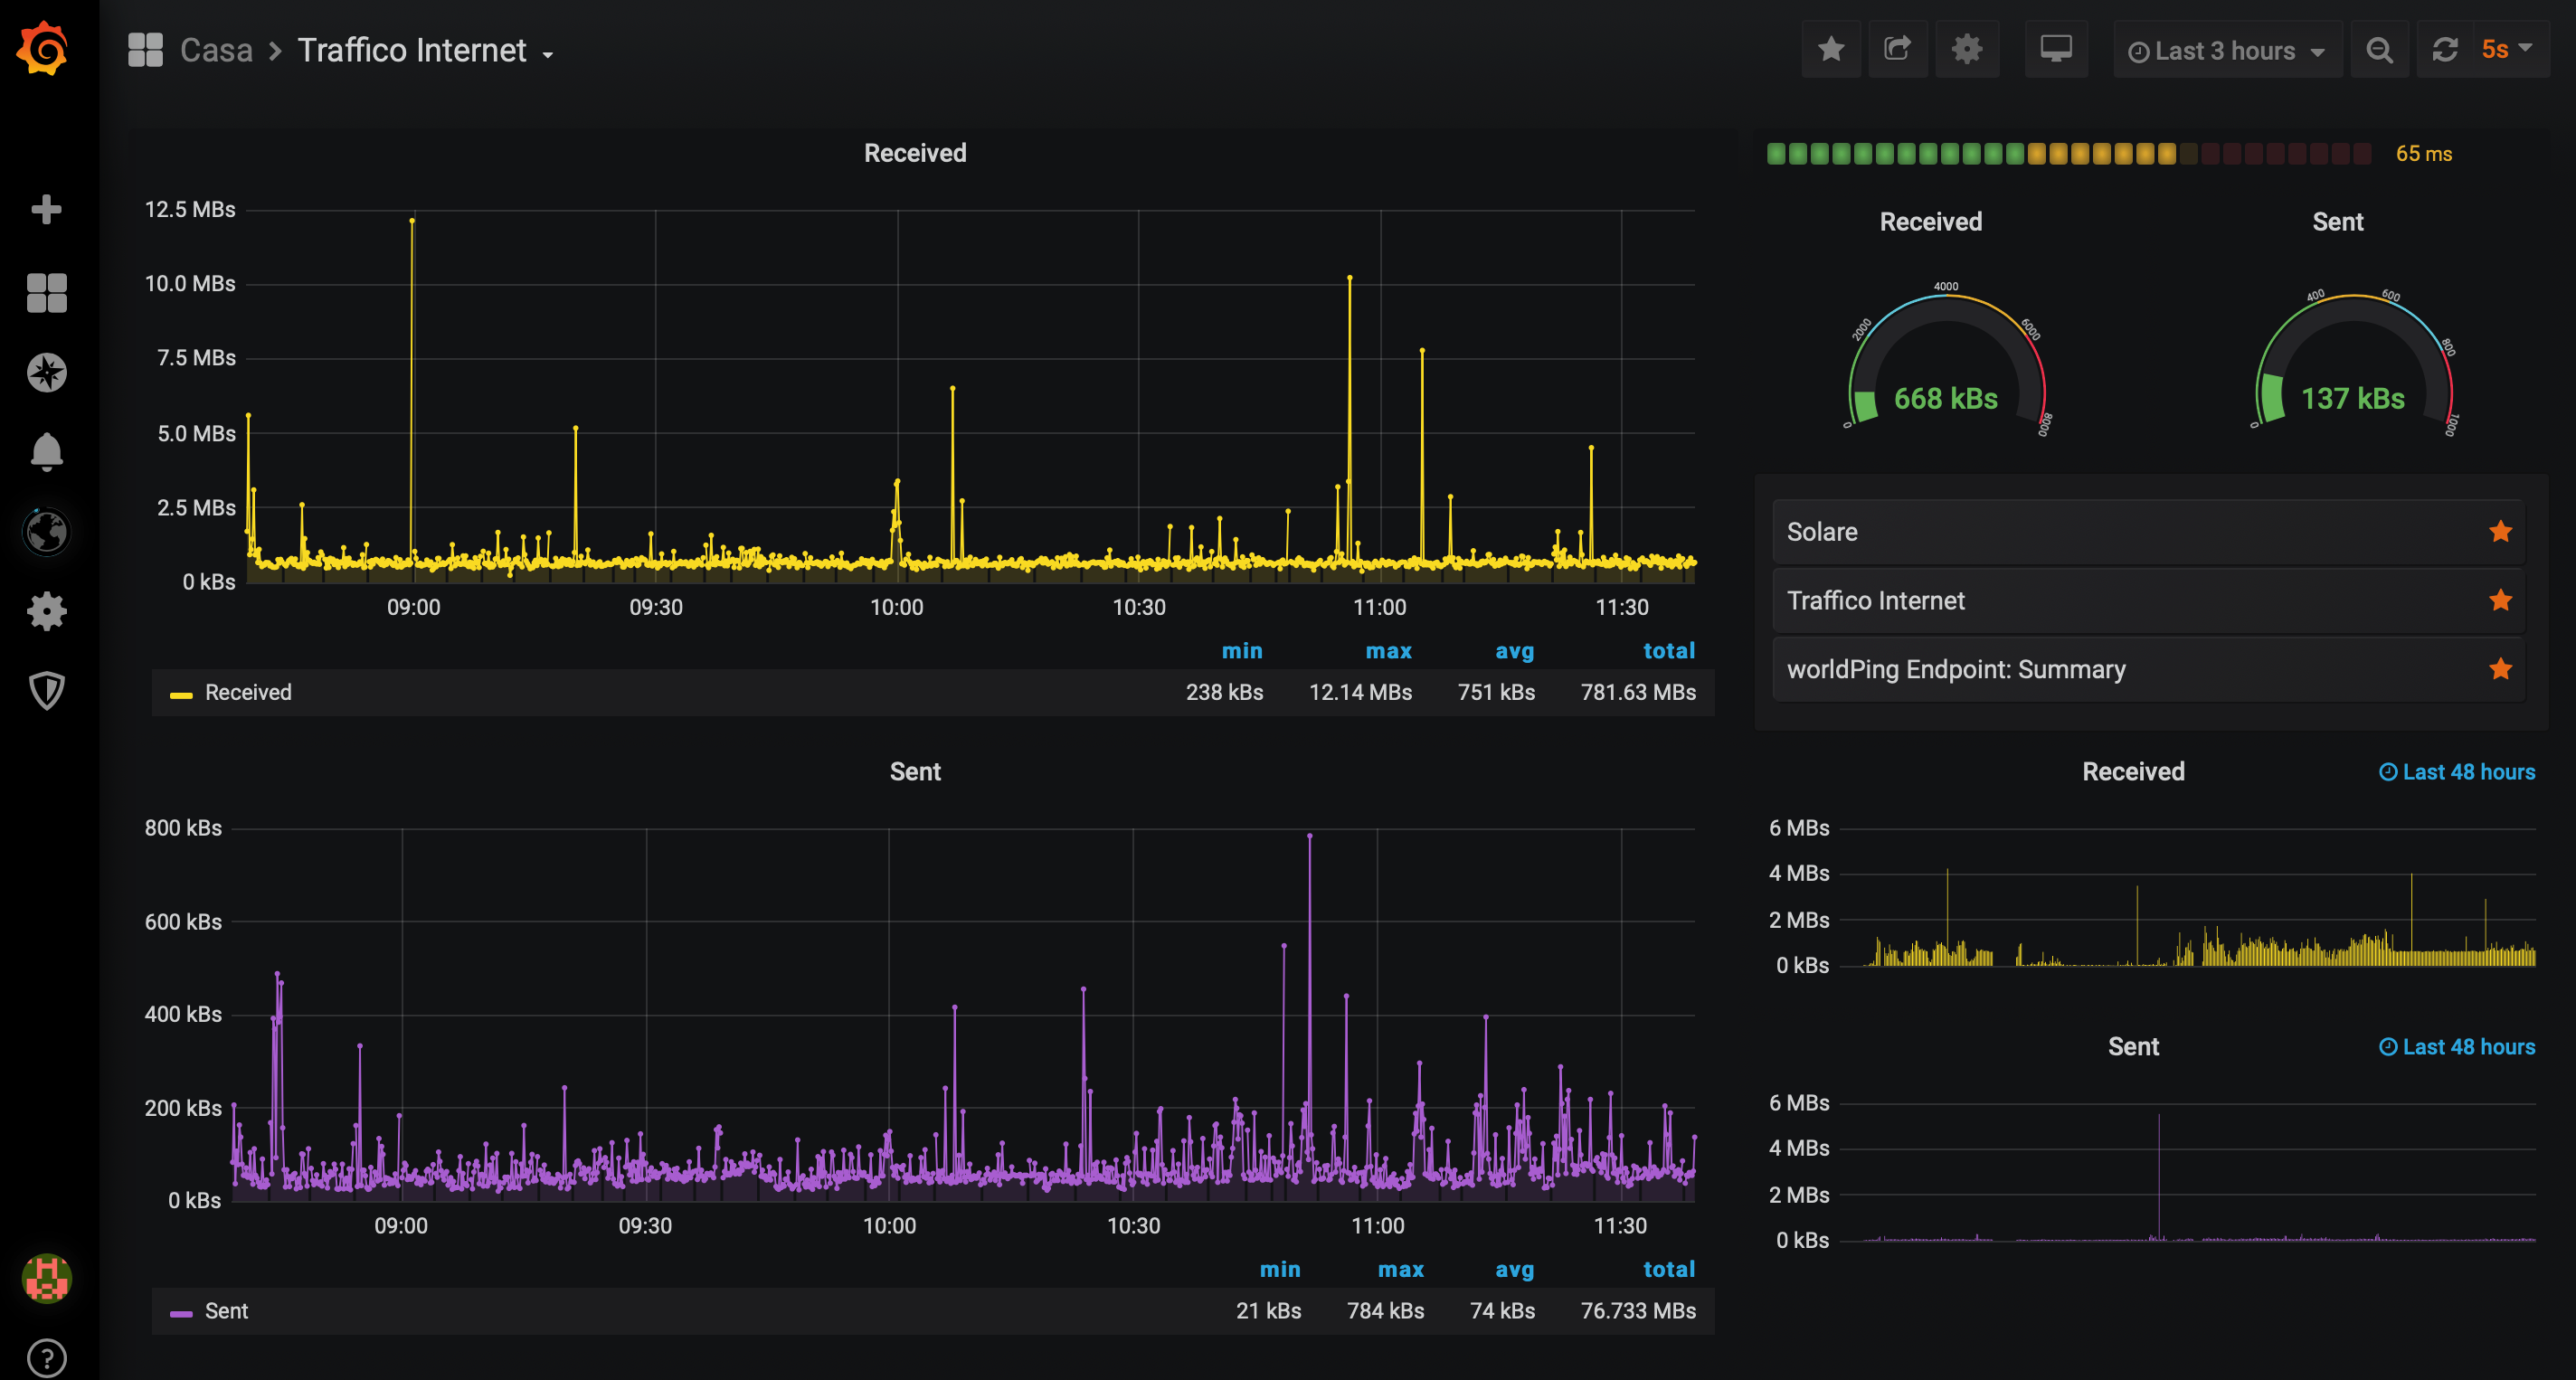 Casa > Traffico Internet
Last 3 hours
5s
Received
12.5 MBs
10.0 MBs
7.5 MBs
5.0 MBs
2.5 MBs
0 kBs
09:00 09:30 10:00 10:30 11:00 11:30
min max avg total
Received 238 kBs 12.14 MBs 751 kBs 781.63 MBs
Sent
800 kBs
600 kBs
400 kBs
200 kBs
0 kBs
09:00 09:30 10:00 10:30 11:00 11:30
min max avg total
Sent 21 kBs 784 kBs 74 kBs 76.733 MBs
65 ms
Received
0 2000 4000 6000 8000
668 kBs
Sent
0 400 600 800 1000
137 kBs
Solare
Traffico Internet
worldPing Endpoint: Summary
Received
Last 48 hours
6 MBs
4 MBs
2 MBs
0 kBs
Sent
Last 48 hours
6 MBs
4 MBs
2 MBs
0 kBs
?